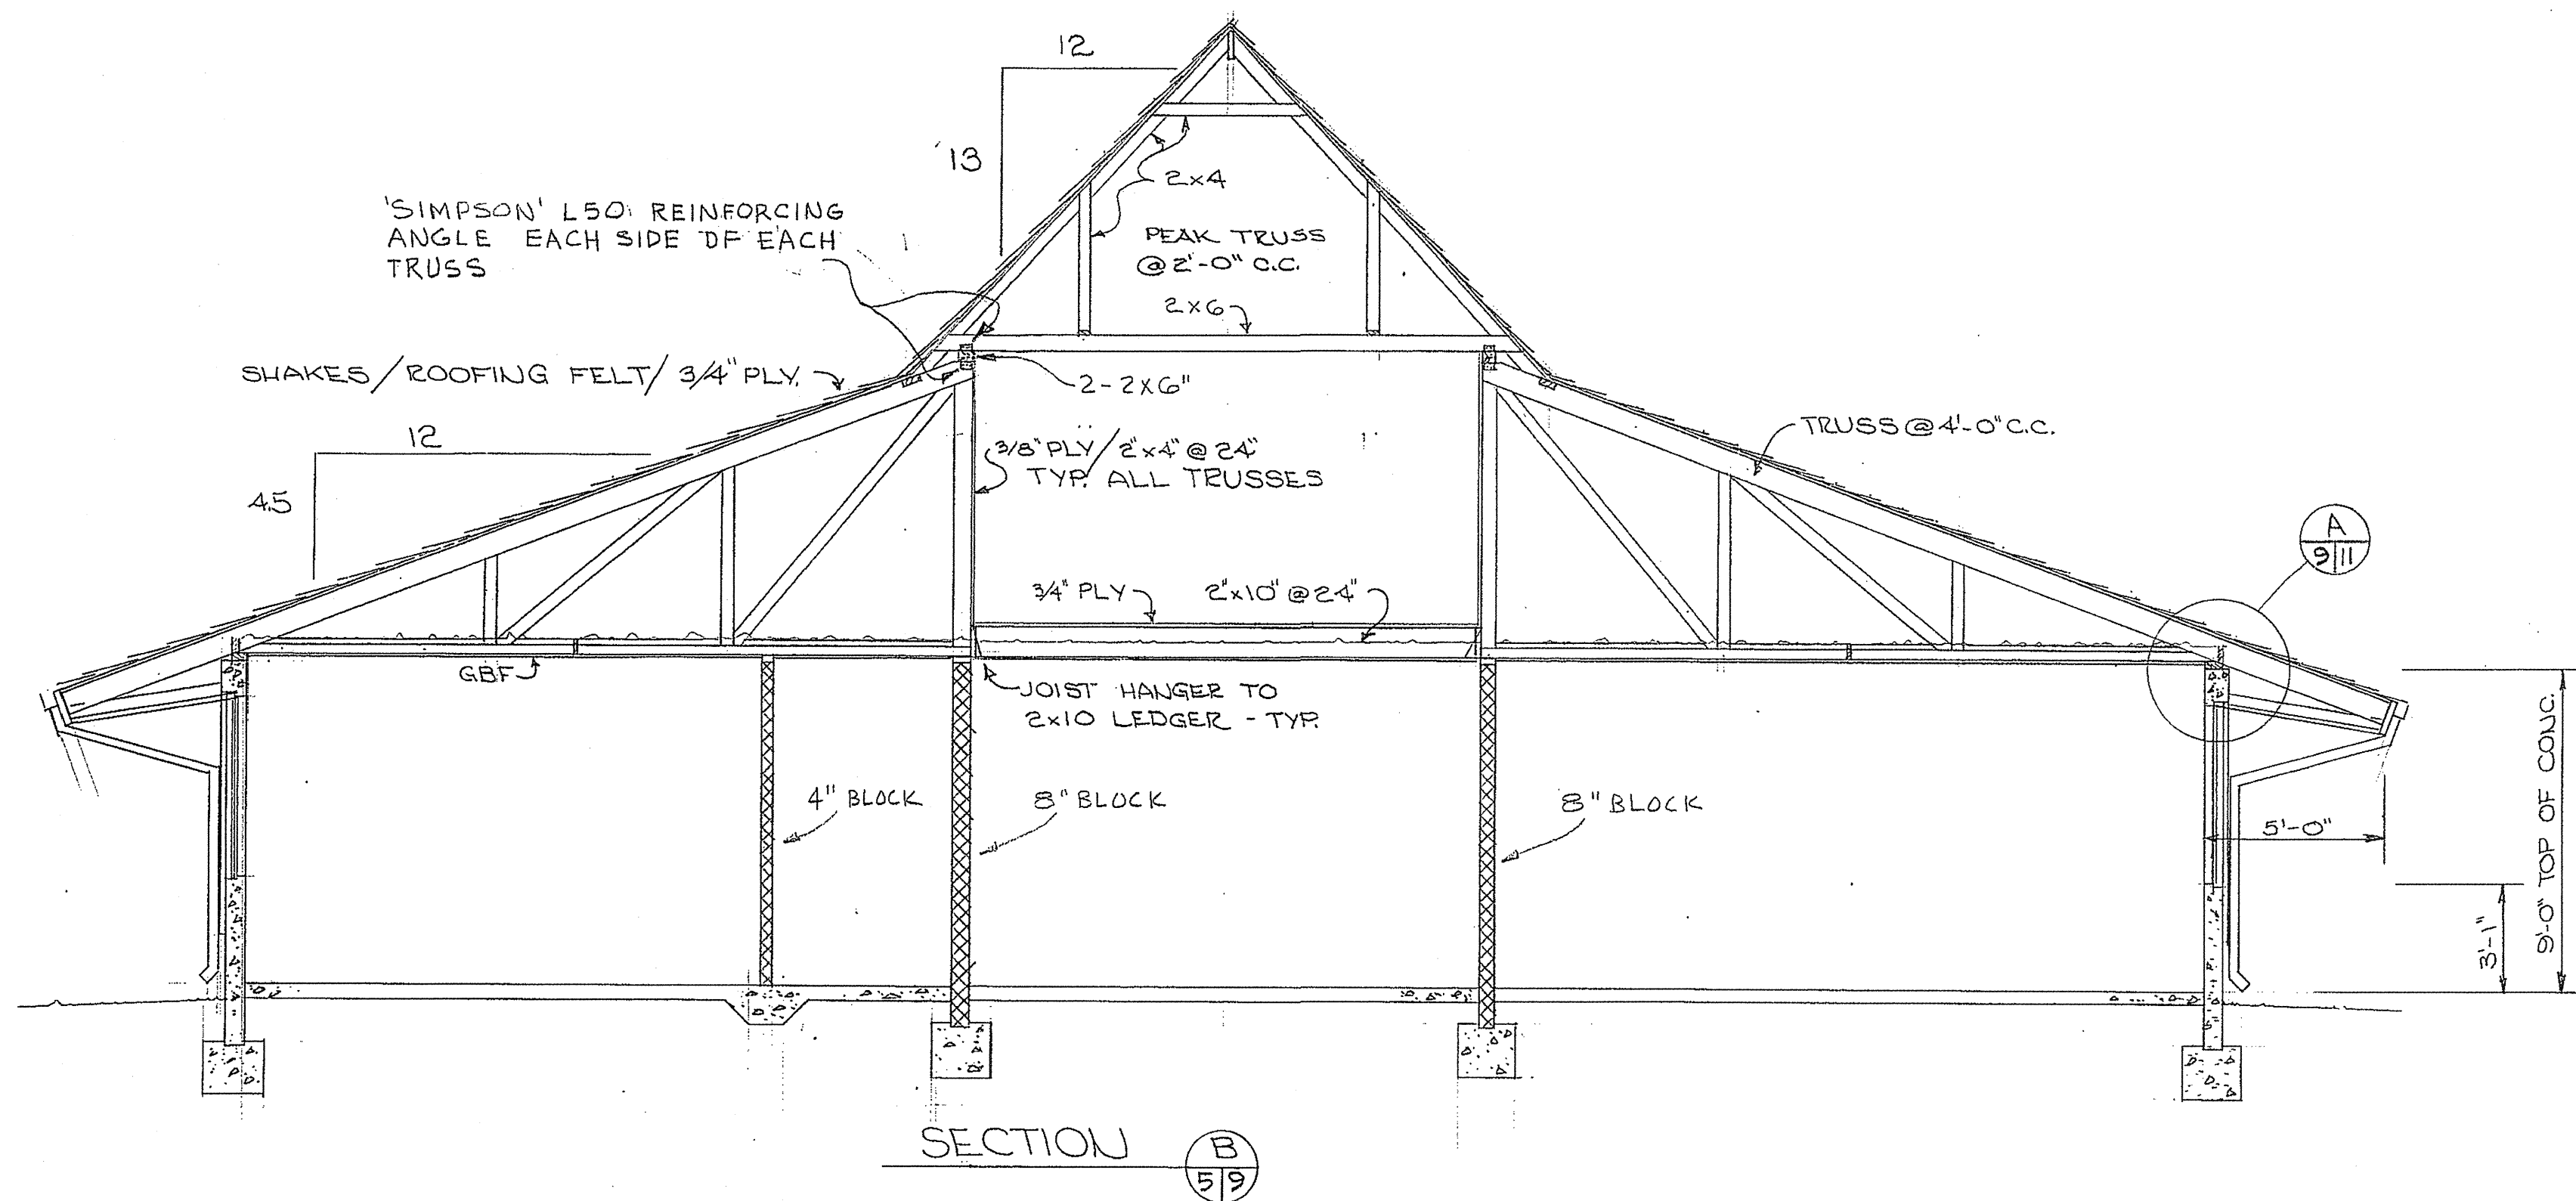 12
13
2x4
'SIMPSON' L50 REINFORCING
ANGLE EACH SIDE OF EACH
TRUSS
PEAK TRUSS
@ 2'-0" C.C.
2x6
SHAKES/ROOFING FELT/ 3/4" PLY.
2-2x6"
12
4.5
3/8" PLY/2"x4" @ 24"
TYP. ALL TRUSSES
TRUSS @ 4'-0" C.C.
A
9 11
3/4" PLY
2"x10" @ 24"
GBF
JOIST HANGER TO
2x10 LEDGER - TYP.
4" BLOCK
8" BLOCK
8" BLOCK
5'-0"
3'-1"
9'-0" TOP OF CONC.
SECTION
B
5 9